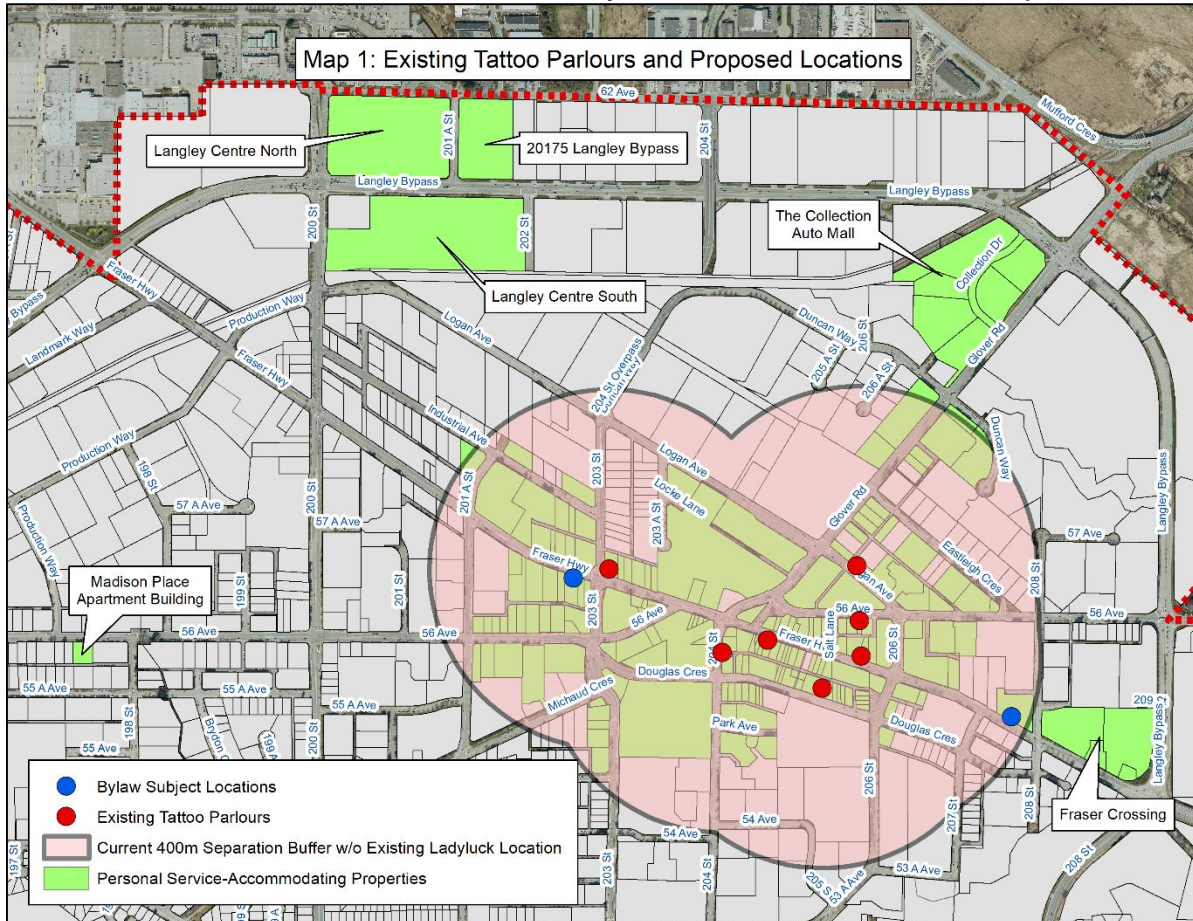 Map 1: Existing Tattoo Parlours and Proposed Locations
62 Ave
Mufford Cres
Langley Centre North
201 A St
20175 Langley Bypass
204 St
Langley Bypass
Langley Bypass
200 St
202 St
The Collection
Auto Mall
Collection Dr
Fraser Hwy
Production Way
Langley Centre South
Bypass
Landmark Way
Logan Ave
Duncan Way
206 St
Glover Rd
Fraser Hwy
204 St Overpass
Duncan Way
205 A St
206 A St
Industrial Ave
Duncan Way
Langley Bypass
Production Way
198 St
201 A St
203 St
Logan Ave
Locke Lane
203 A St
Glover Rd
57 A Ave
200 St
57 A Ave
57 Ave
Production Way
Eastleigh Cres
208 St
Madison Place
Apartment Building
199 St
201 St
Fraser Hwy
203 St
56 Ave
56 Ave
56 Ave
56 Ave
56 Ave
56 Ave
Salt Lane
206 St
Douglas Cres
55 A Ave
55 A Ave
55 A Ave
Michaud Cres
198 St
200 St
55 Ave
Park Ave
Douglas Cres
Langley Bypass
206 St
207 St
208 St
Fraser Crossing
Bylaw Subject Locations
Existing Tattoo Parlours
Current 400m Separation Buffer w/o Existing Ladyluck Location
Personal Service-Accommodating Properties
54 Ave
54 Ave
53 A Ave
53 A Ave
203 St
204 St
208 St
197 St